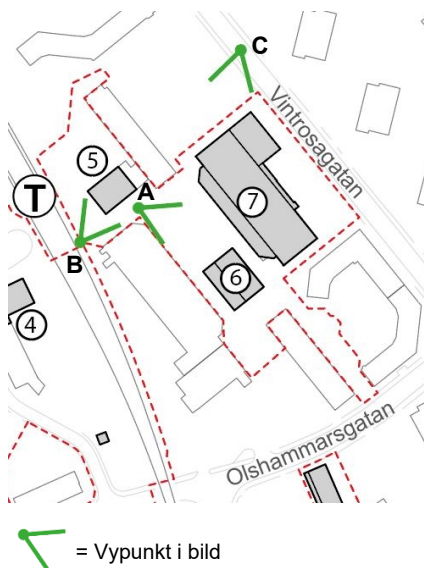 C
Vintrosagatan
5
A
T
7
B
6
4
Olshammarsgatan
= Vypunkt i bild